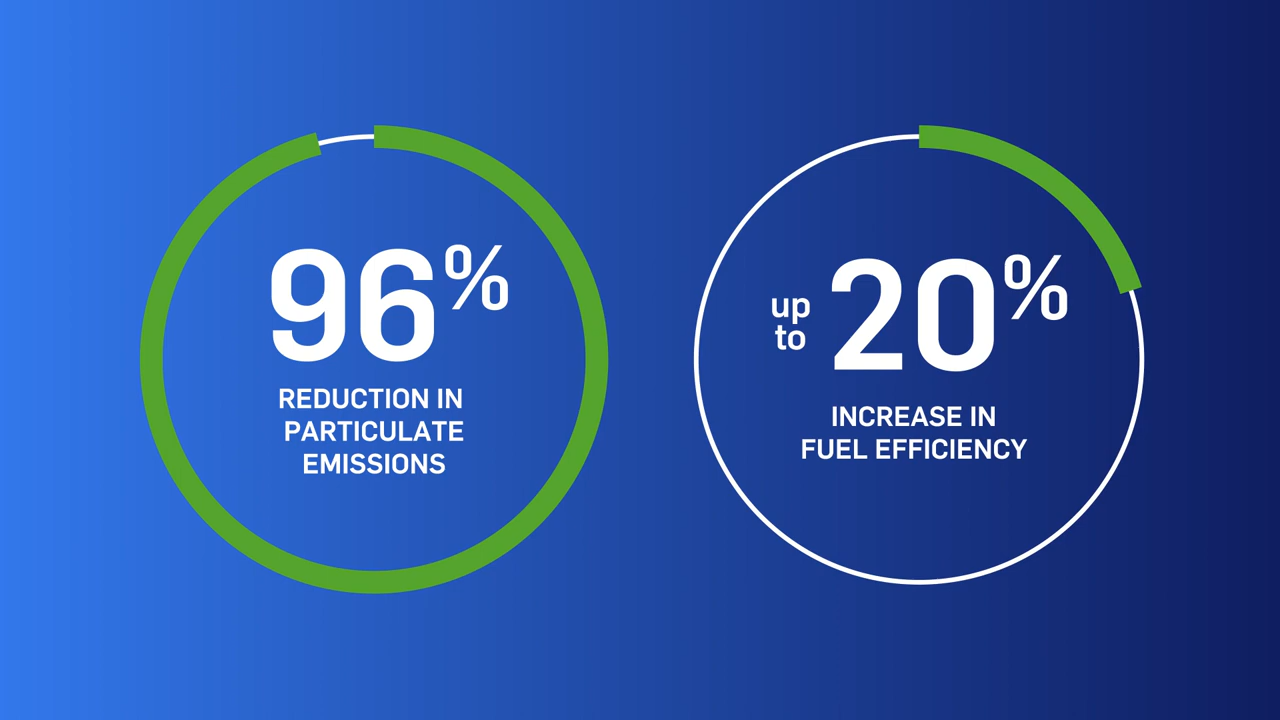 96%
REDUCTION IN
PARTICULATE
EMISSIONS
up to 20%
INCREASE IN
FUEL EFFICIENCY